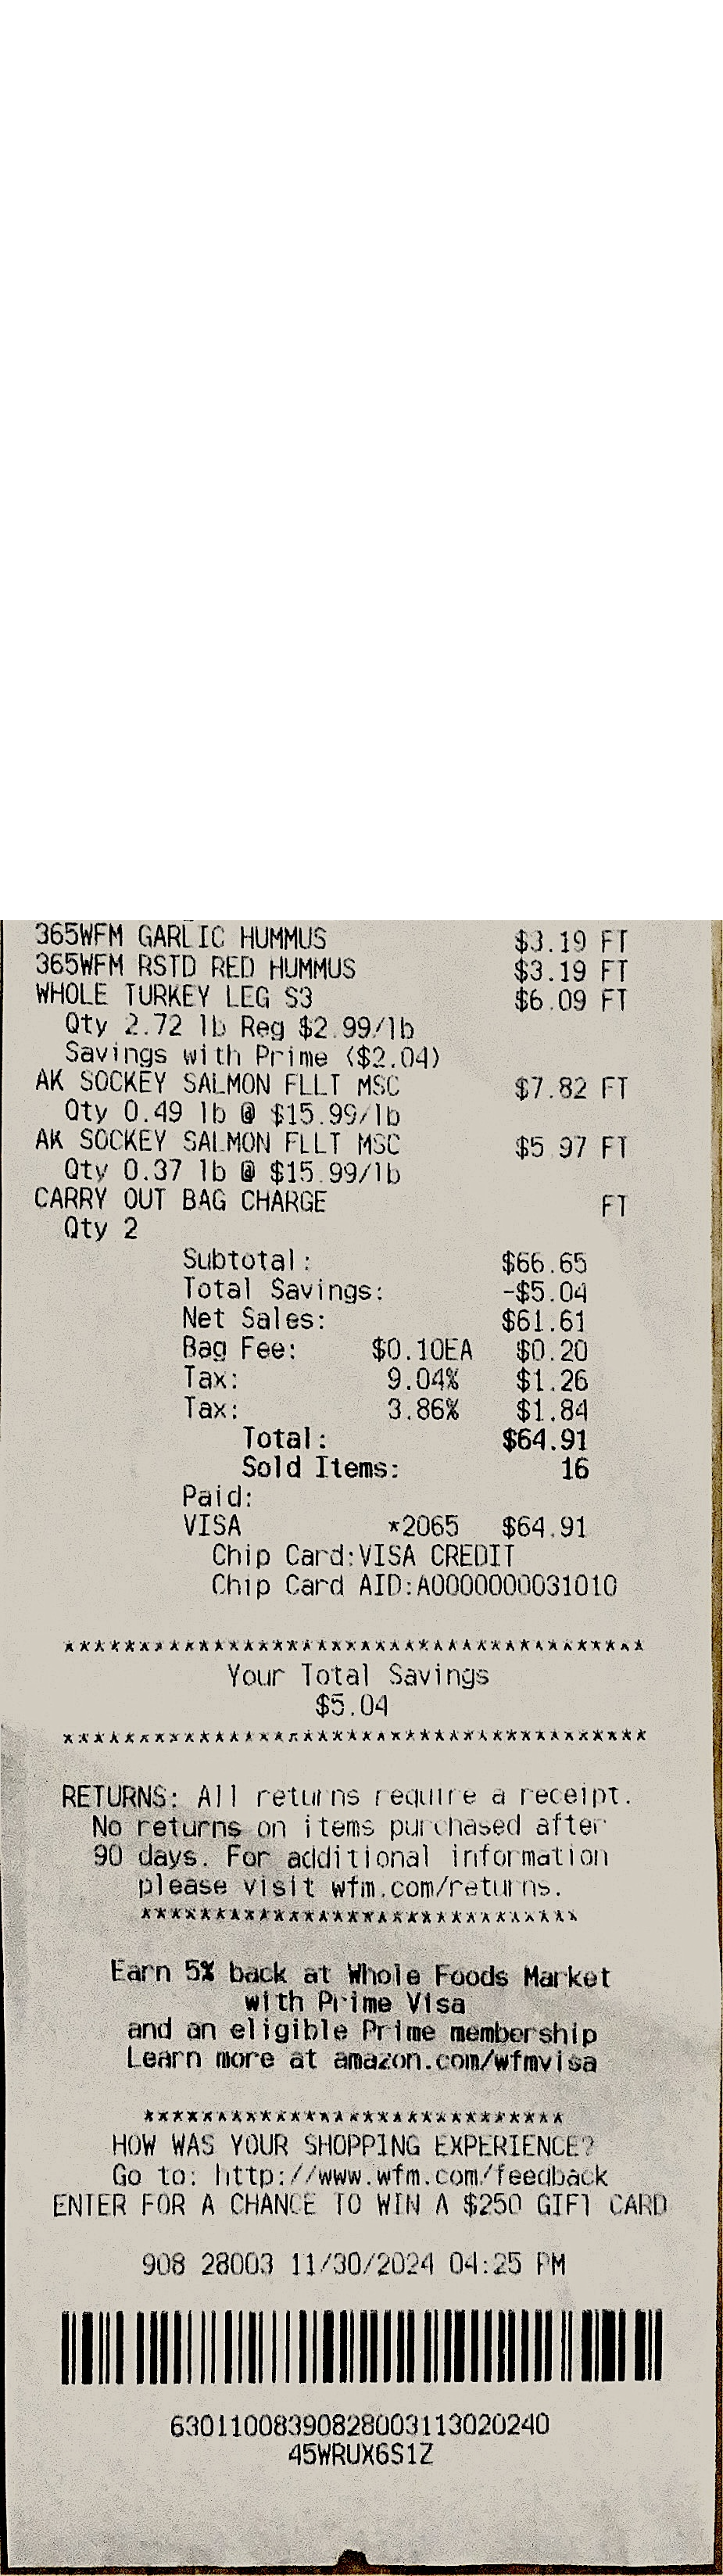 365WFM GARLIC HUMMUS $3.19 FT
365WFM RSTD RED HUMMUS $3.19 FT
WHOLE TURKEY LEG S3 $6.09 FT
Qty 2.72 lb Reg $2.99/lb
Savings with Prime ($2.04)
AK SOCKEY SALMON FLLT MSC $7.82 FT
Qty 0.49 lb @ $15.99/lb
AK SOCKEY SALMON FLLT MSC $5.97 FT
Qty 0.37 lb @ $15.99/lb
CARRY OUT BAG CHARGE FT
Qty 2
Subtotal: $66.65
Total Savings: -$5.04
Net Sales: $61.61
Bag Fee: $0.10EA $0.20
Tax: 9.04% $1.26
Tax: 3.86% $1.84
Total: $64.91
Sold Items: 16
Paid:
VISA *2065 $64.91
Chip Card:VISA CREDIT
Chip Card AID:A0000000031010
****************************************
Your Total Savings
$5.04
****************************************
RETURNS: All returns require a receipt.
No returns on items purchased after
90 days. For additional information
please visit wfm.com/returns.
******************************
Earn 5% back at Whole Foods Market
with Prime Visa
and an eligible Prime membership
Learn more at amazon.com/wfmvisa
*****************************
HOW WAS YOUR SHOPPING EXPERIENCE?
Go to: http://www.wfm.com/feedback
ENTER FOR A CHANCE TO WIN A $250 GIFT CARD
908 28003 11/30/2024 04:25 PM
63011008390828003113020240
45WRUX6S1Z